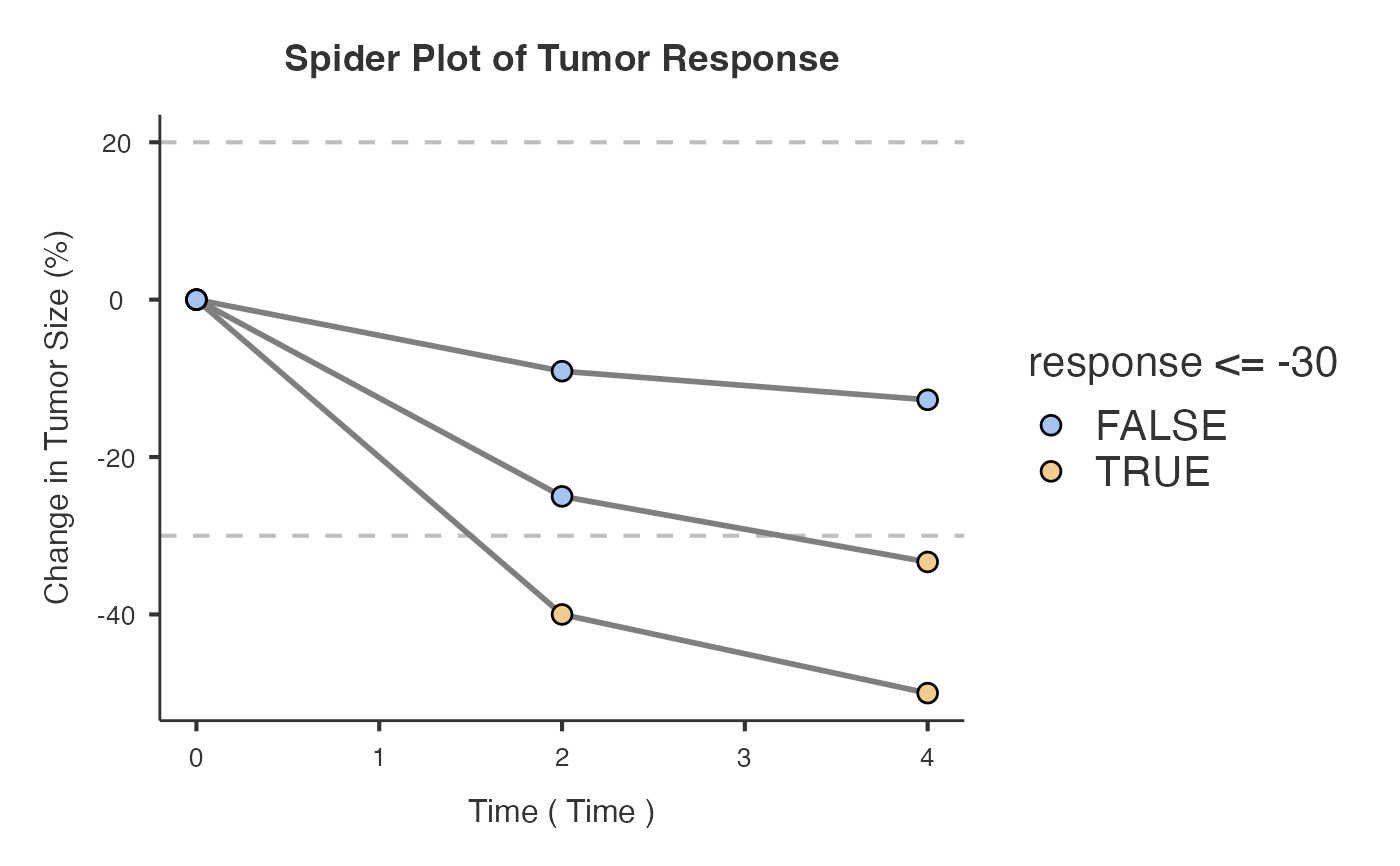 Spider Plot of Tumor Response
Change in Tumor Size (%)
20
0
-20
-40
0
1
2
3
4
Time ( Time )
response <= -30
FALSE
TRUE